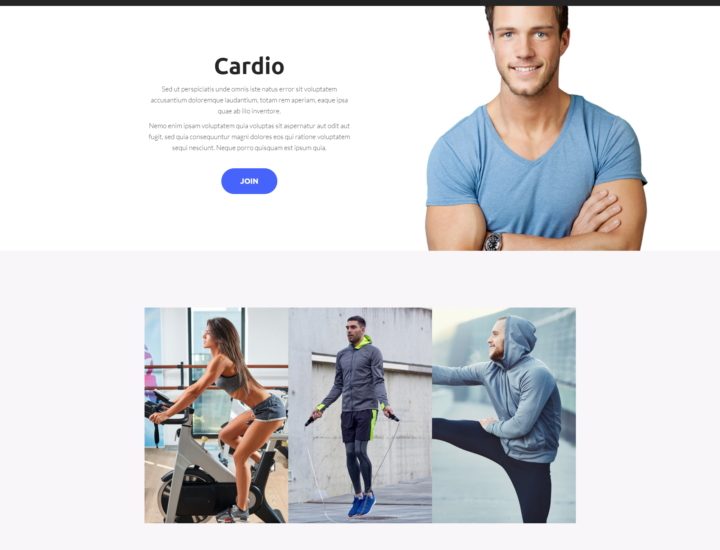 Cardio
Sed ut perspiciatis unde omnis iste natus error sit voluptatem
accusantium doloremque laudantium, totam rem aperiam, eaque ipsa
quae ab illo inventore.
Nemo enim ipsam voluptatem quia voluptas sit aspernatur aut odit aut
fugit, sed quia consequuntur magni dolores eos qui ratione voluptatem
sequi nesciunt. Neque porro quisquam est ipsum quia.
JOIN